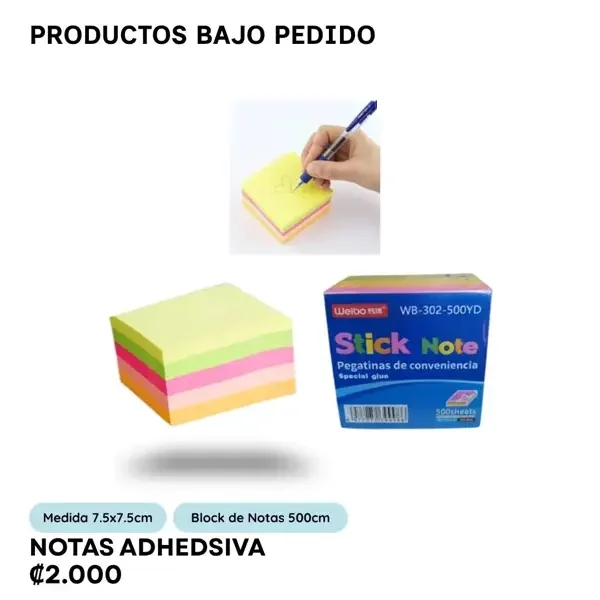 PRODUCTOS BAJO PEDIDO
Weibo
WB-302-500YD
Stick Note
Pegatinas de conveniencia
Special glue
500sheets
Medida 7.5x7.5cm
Block de Notas 500cm
NOTAS ADHEDSIVA
₡2.000